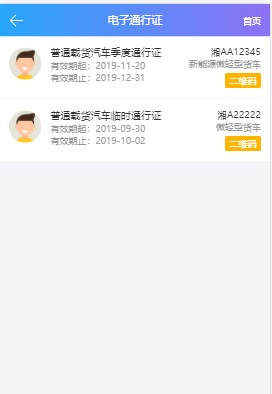 电子通行证 首页
普通载货汽车季度通行证 湘AA12345
有效期起：2019-11-20 新能源微轻型货车
有效期止：2019-12-31 二维码
普通载货汽车临时通行证 湘A22222
有效期起：2019-09-30 微轻型货车
有效期止：2019-10-02 二维码